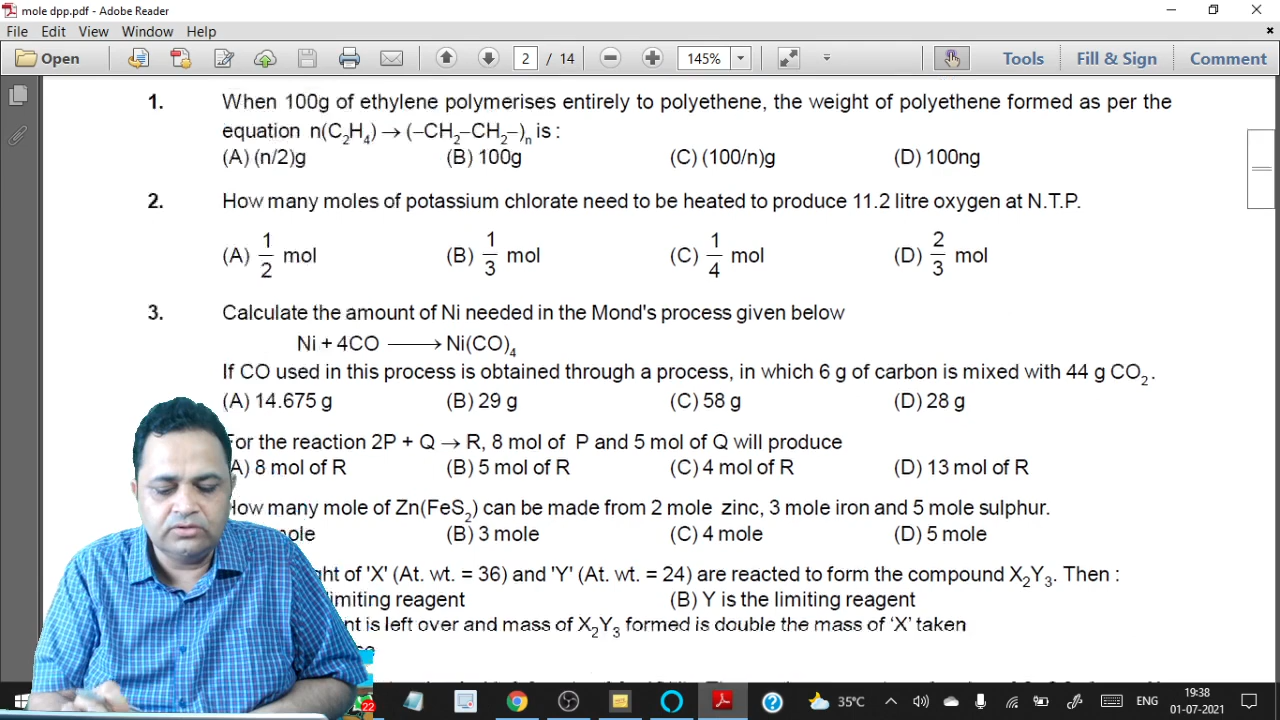 mole dpp.pdf - Adobe Reader
File Edit View Window Help
Open 2 / 14 145% Tools Fill & Sign Comment
1. When 100g of ethylene polymerises entirely to polyethene, the weight of polyethene formed as per the
equation n(C₂H₄) → (–CH₂–CH₂–)ₙ is :
(A) (n/2)g (B) 100g (C) (100/n)g (D) 100ng
2. How many moles of potassium chlorate need to be heated to produce 11.2 litre oxygen at N.T.P.
(A) 1/2 mol (B) 1/3 mol (C) 1/4 mol (D) 2/3 mol
3. Calculate the amount of Ni needed in the Mond's process given below
Ni + 4CO ⟶ Ni(CO)₄
If CO used in this process is obtained through a process, in which 6 g of carbon is mixed with 44 g CO₂.
(A) 14.675 g (B) 29 g (C) 58 g (D) 28 g
For the reaction 2P + Q → R, 8 mol of P and 5 mol of Q will produce
A) 8 mol of R (B) 5 mol of R (C) 4 mol of R (D) 13 mol of R
How many mole of Zn(FeS₂) can be made from 2 mole zinc, 3 mole iron and 5 mole sulphur.
mole (B) 3 mole (C) 4 mole (D) 5 mole
of 'X' (At. wt. = 36) and 'Y' (At. wt. = 24) are reacted to form the compound X₂Y₃. Then :
limiting reagent (B) Y is the limiting reagent
is left over and mass of X₂Y₃ formed is double the mass of ‘X’ taken
22 35°C ENG 19:38
01-07-2021